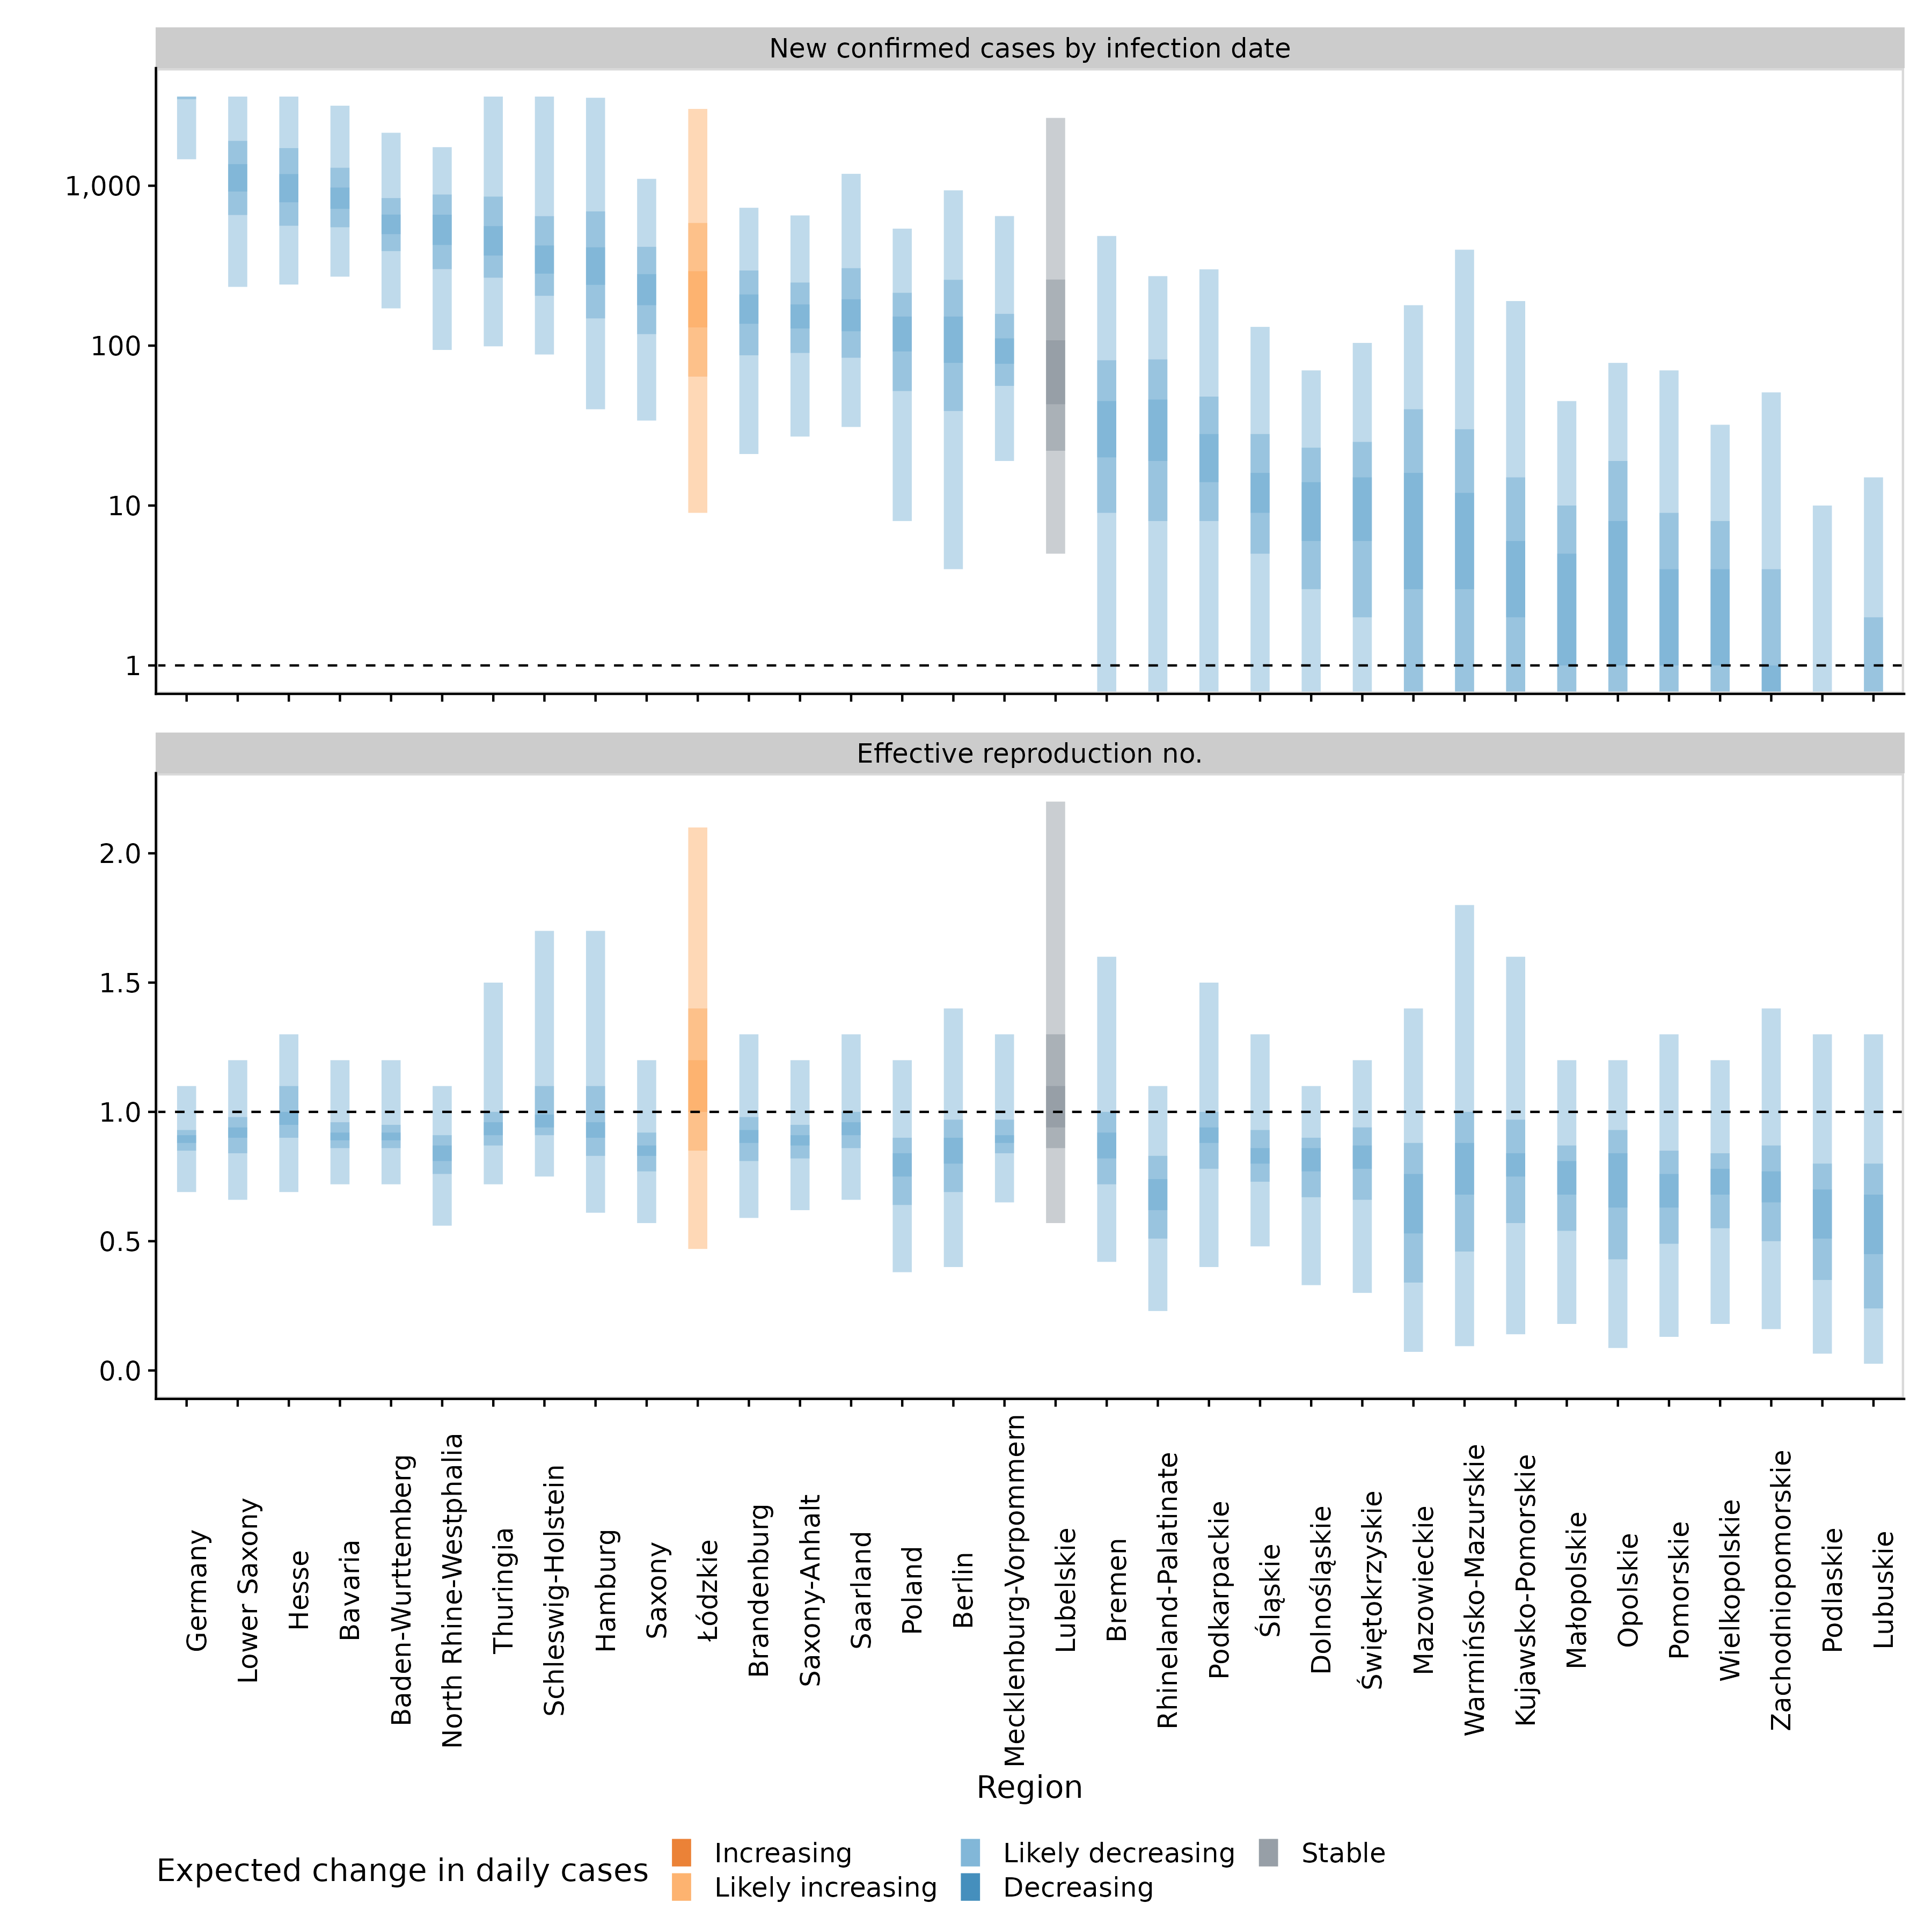 New confirmed cases by infection date
1,000
100
10
1
Effective reproduction no.
2.0
1.5
1.0
0.5
0.0
Germany
Lower Saxony
Hesse
Bavaria
Baden-Wurttemberg
North Rhine-Westphalia
Thuringia
Schleswig-Holstein
Hamburg
Saxony
Łódzkie
Brandenburg
Saxony-Anhalt
Saarland
Poland
Berlin
Mecklenburg-Vorpommern
Lubelskie
Bremen
Rhineland-Palatinate
Podkarpackie
Śląskie
Dolnośląskie
Świętokrzyskie
Mazowieckie
Warmińsko-Mazurskie
Kujawsko-Pomorskie
Małopolskie
Opolskie
Pomorskie
Wielkopolskie
Zachodniopomorskie
Podlaskie
Lubuskie
Region
Expected change in daily cases
Increasing
Likely increasing
Likely decreasing
Decreasing
Stable